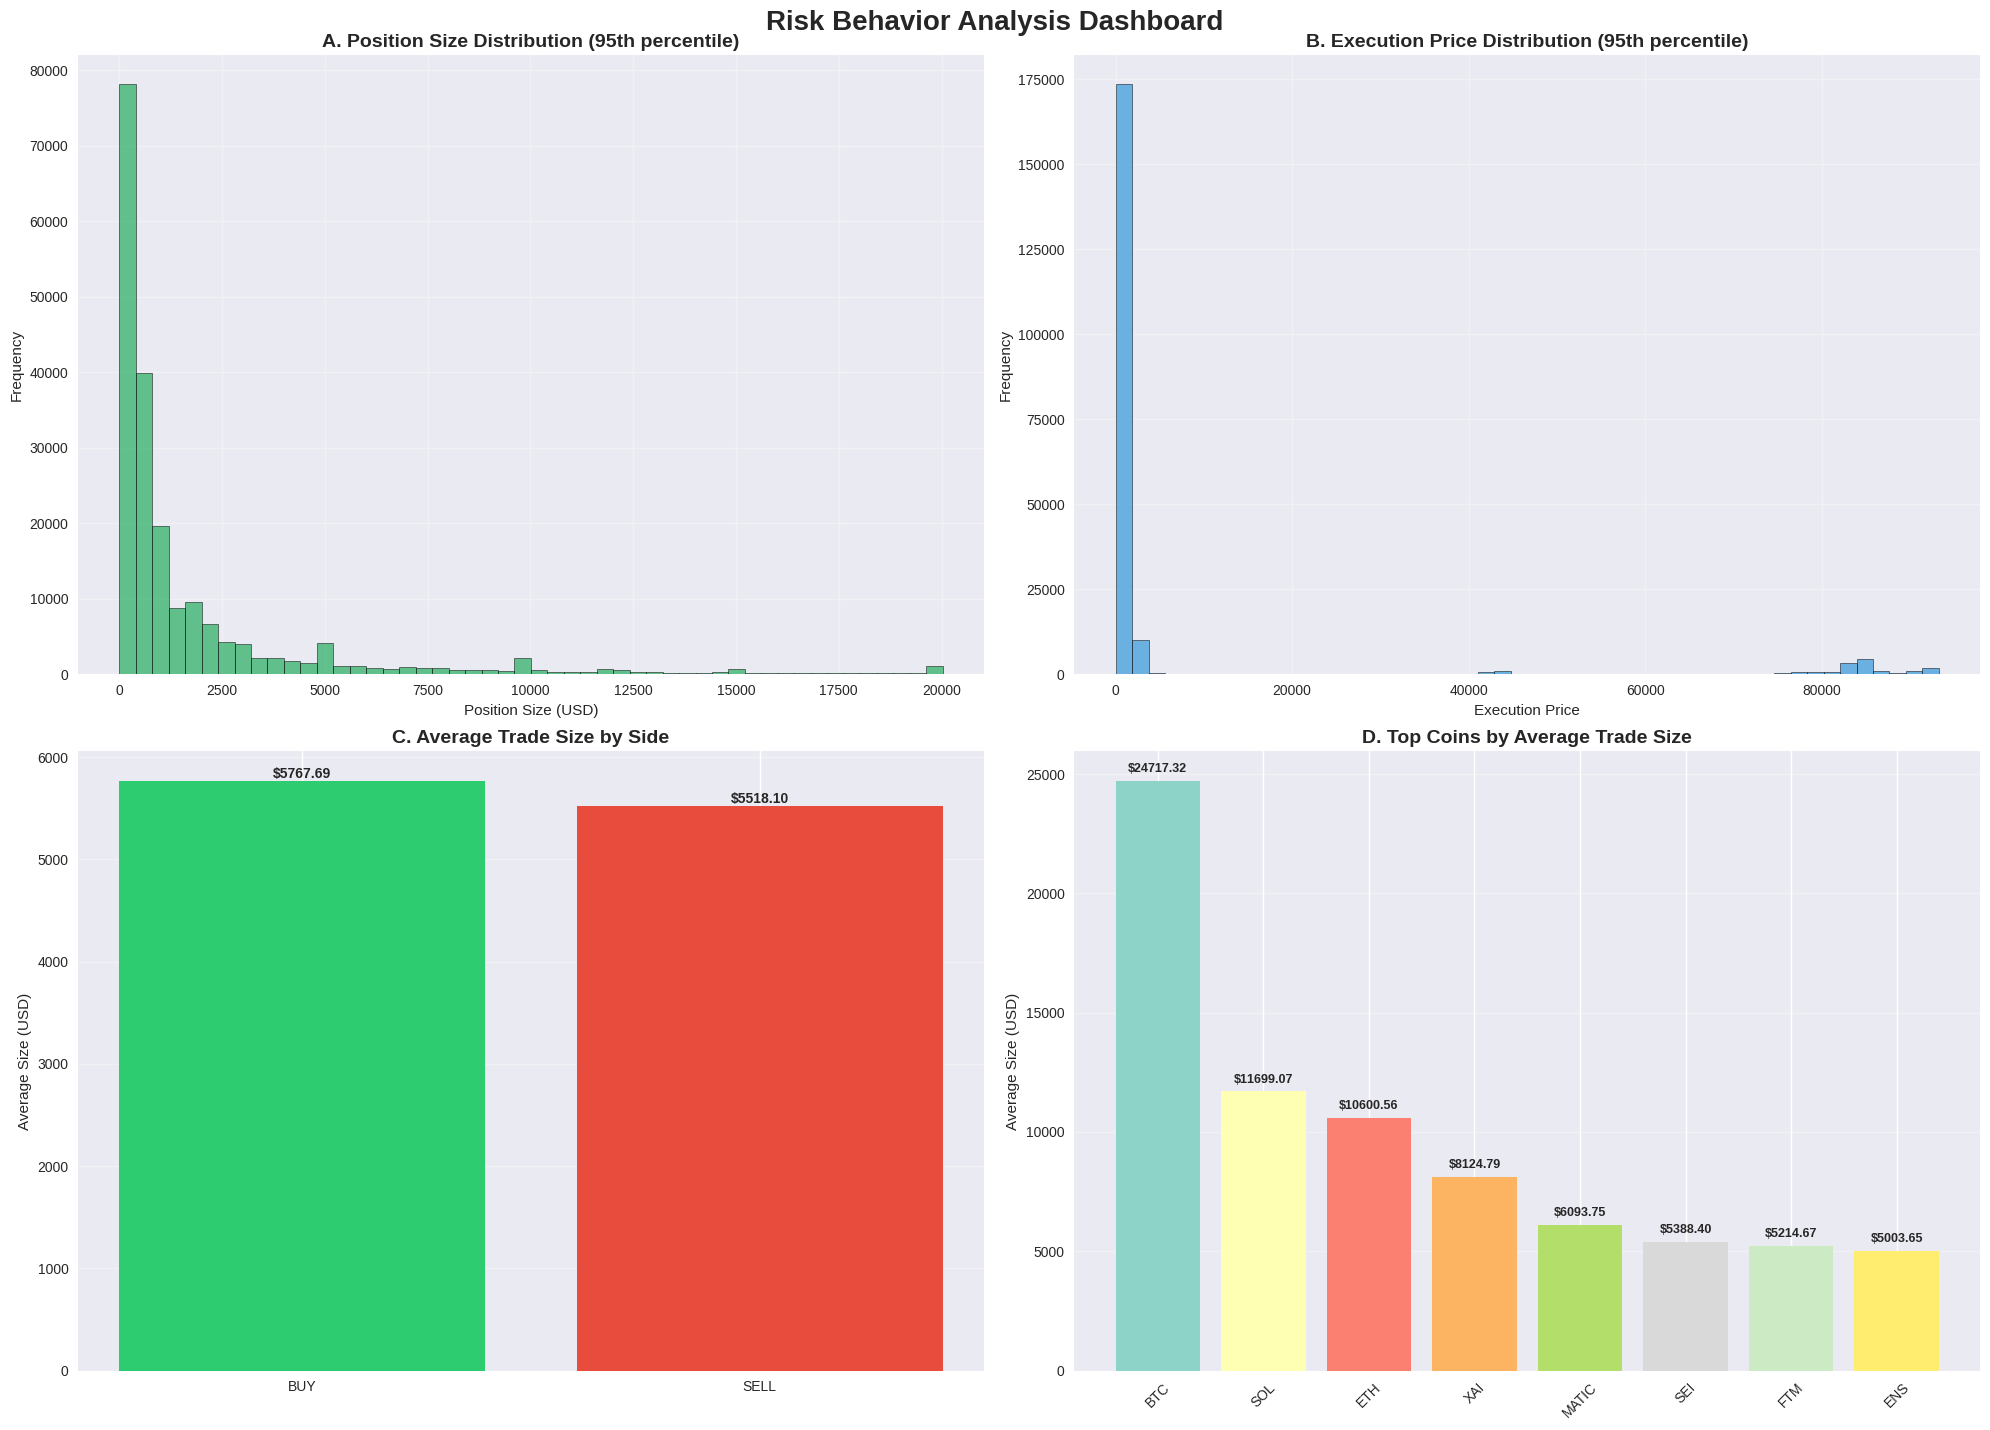 Risk Behavior Analysis Dashboard
A. Position Size Distribution (95th percentile)
80000
70000
60000
50000
40000
30000
20000
10000
0
Frequency
0 2500 5000 7500 10000 12500 15000 17500 20000
Position Size (USD)
B. Execution Price Distribution (95th percentile)
175000
150000
125000
100000
75000
50000
25000
0
Frequency
0 20000 40000 60000 80000
Execution Price
C. Average Trade Size by Side
6000
5000
4000
3000
2000
1000
0
Average Size (USD)
$5767.69
$5518.10
BUY SELL
D. Top Coins by Average Trade Size
25000
20000
15000
10000
5000
0
Average Size (USD)
$24717.32
$11699.07
$10600.56
$8124.79
$6093.75
$5388.40
$5214.67
$5003.65
BTC SOL ETH XAI MATIC SEI FTM ENS